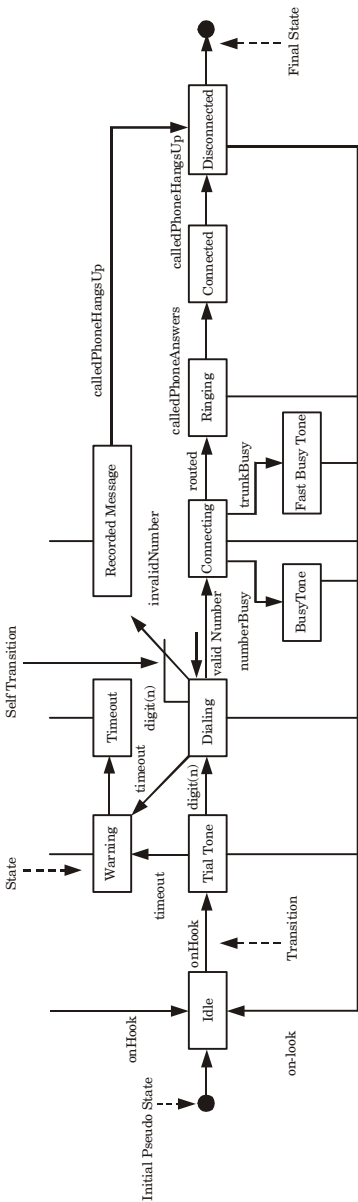 Initial Pseudo State
onHook
on-look
Idle
onHook
Transition
State
Warning
timeout
Tial Tone
Self Transition
Timeout
timeout
digit(n)
digit(n)
Dialing
invalidNumber
valid Number
Recorded Message
numberBusy
BusyTone
Connecting
trunkBusy
Fast Busy Tone
routed
Ringing
calledPhoneAnswers
calledPhoneHangsUp
Connected
calledPhoneHangsUp
Disconnected
Final State